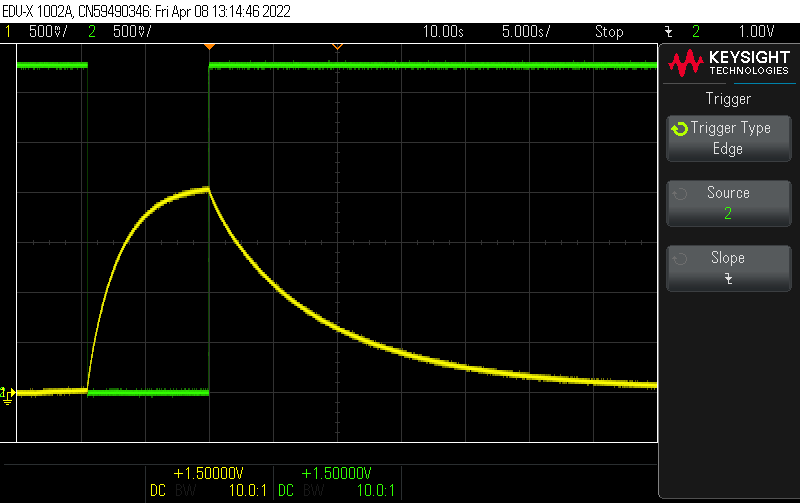 EDU-X 1002A, CN59490346: Fri Apr 08 13:14:46 2022
1 500mV/ 2 500mV/ 10.00s 5.000s/ Stop 2 1.00V
KEYSIGHT
TECHNOLOGIES
Trigger
Trigger Type
Edge
Source
2
Slope
2
+1.50000V +1.50000V
DC BW 10.0:1 DC BW 10.0:1